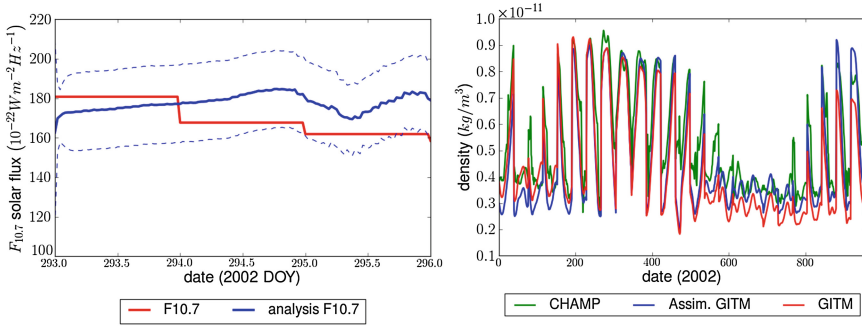 220
200
180
160
140
120
100
F10.7 solar flux (10^−22 Wm^−2 Hz^−1)
293.0 293.5 294.0 294.5 295.0 295.5 296.0
date (2002 DOY)
F10.7 analysis F10.7
1.0 ×10^−11
0.9
0.8
0.7
0.6
0.5
0.4
0.3
0.2
0.1
density (kg/m^3)
0 200 400 600 800
date (2002)
CHAMP Assim. GITM GITM